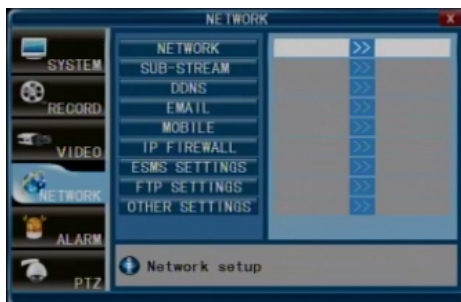 NETWORK
X
SYSTEM
RECORD
VIDEO
NETWORK
ALARM
PTZ
NETWORK >>
SUB-STREAM >>
DDNS >>
EMAIL >>
MOBILE >>
IP FIREWALL >>
ESMS SETTINGS >>
FTP SETTINGS >>
OTHER SETTINGS >>
Network setup